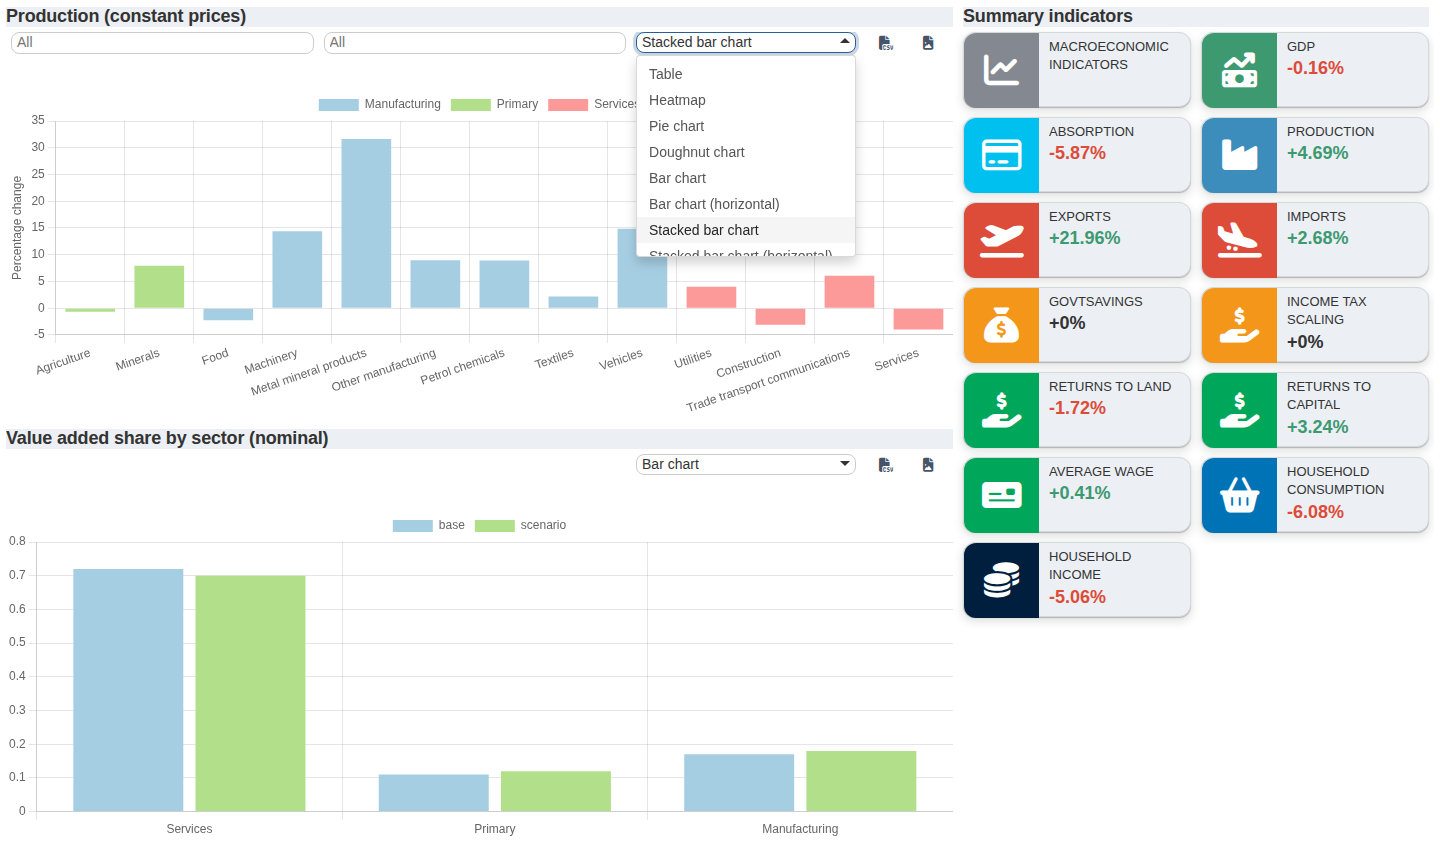 Production (constant prices)
All
All
Stacked bar chart
Table
Heatmap
Pie chart
Doughnut chart
Bar chart
Bar chart (horizontal)
Stacked bar chart
Stacked bar chart (horizontal)
Manufacturing
Primary
Services
Percentage change
35
30
25
20
15
10
5
0
-5
Agriculture
Minerals
Food
Machinery
Metal mineral products
Other manufacturing
Petrol chemicals
Textiles
Vehicles
Utilities
Construction
Trade transport communications
Services
Value added share by sector (nominal)
Bar chart
base
scenario
0.8
0.7
0.6
0.5
0.4
0.3
0.2
0.1
0
Services
Primary
Manufacturing
Summary indicators
MACROECONOMIC
INDICATORS
GDP
-0.16%
ABSORPTION
-5.87%
PRODUCTION
+4.69%
EXPORTS
+21.96%
IMPORTS
+2.68%
GOVTSAVINGS
+0%
INCOME TAX
SCALING
+0%
RETURNS TO LAND
-1.72%
RETURNS TO
CAPITAL
+3.24%
AVERAGE WAGE
+0.41%
HOUSEHOLD
CONSUMPTION
-6.08%
HOUSEHOLD
INCOME
-5.06%